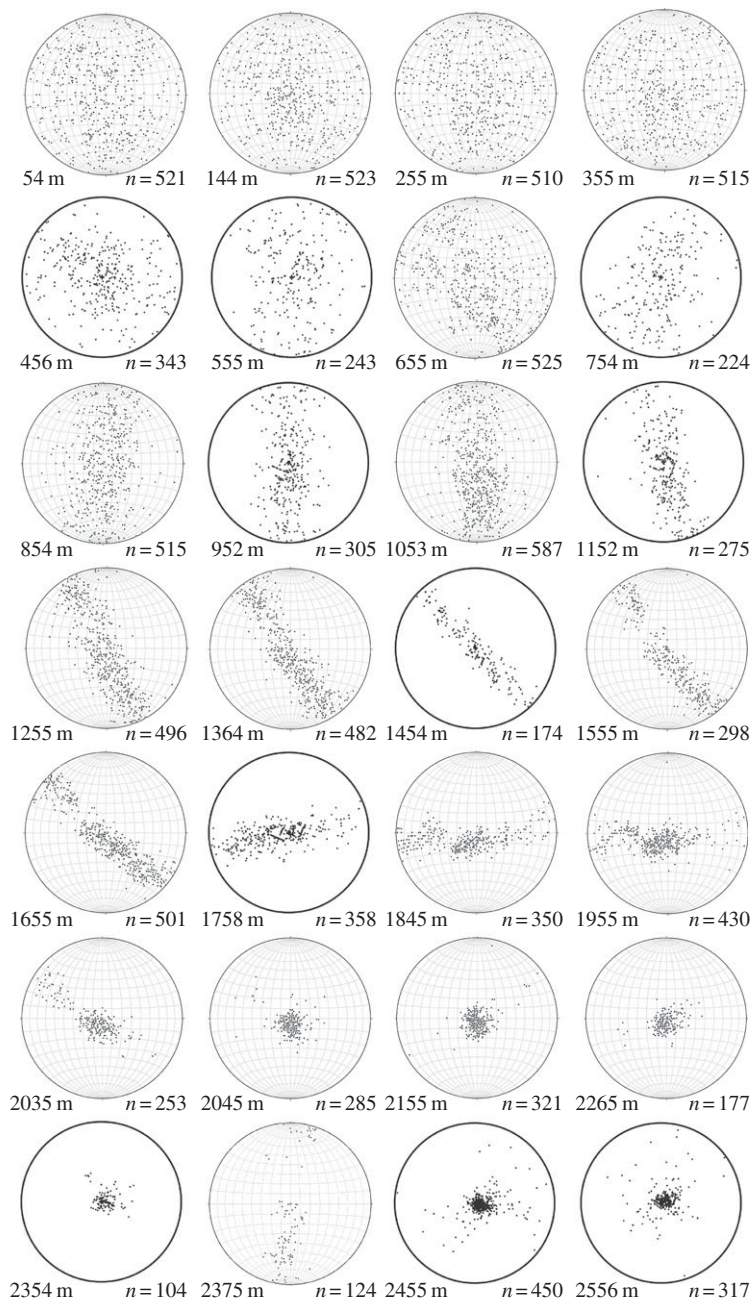 54 m n=521 144 m n=523 255 m n=510 355 m n=515
456 m n=343 555 m n=243 655 m n=525 754 m n=224
854 m n=515 952 m n=305 1053 m n=587 1152 m n=275
1255 m n=496 1364 m n=482 1454 m n=174 1555 m n=298
1655 m n=501 1758 m n=358 1845 m n=350 1955 m n=430
2035 m n=253 2045 m n=285 2155 m n=321 2265 m n=177
2354 m n=104 2375 m n=124 2455 m n=450 2556 m n=317